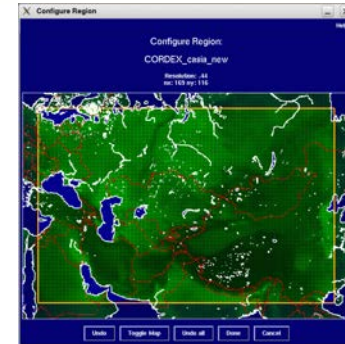 Configure Region
Configure Region:
CORDEX_casia_new
Resolution: .44
nx: 169 ny: 116
Undo
Toggle Map
Undo all
Done
Cancel